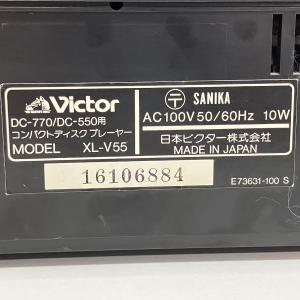 Victor
DC-770/DC-550用
コンパクトディスクプレーヤー
MODEL XL-V55
〒 SANIKA
AC100V50/60Hz 10W
日本ビクター株式会社
MADE IN JAPAN
16106884
E73631-100 S